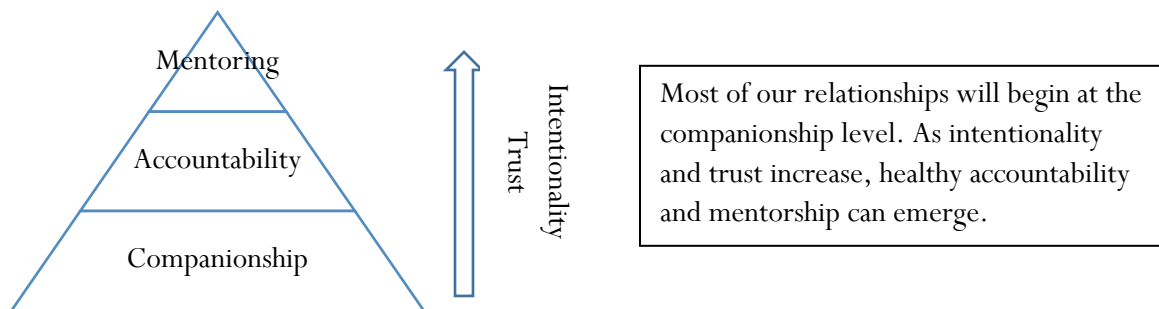 Mentoring
Accountability
Companionship
Intentionality
Trust
Most of our relationships will begin at the
companionship level. As intentionality
and trust increase, healthy accountability
and mentorship can emerge.